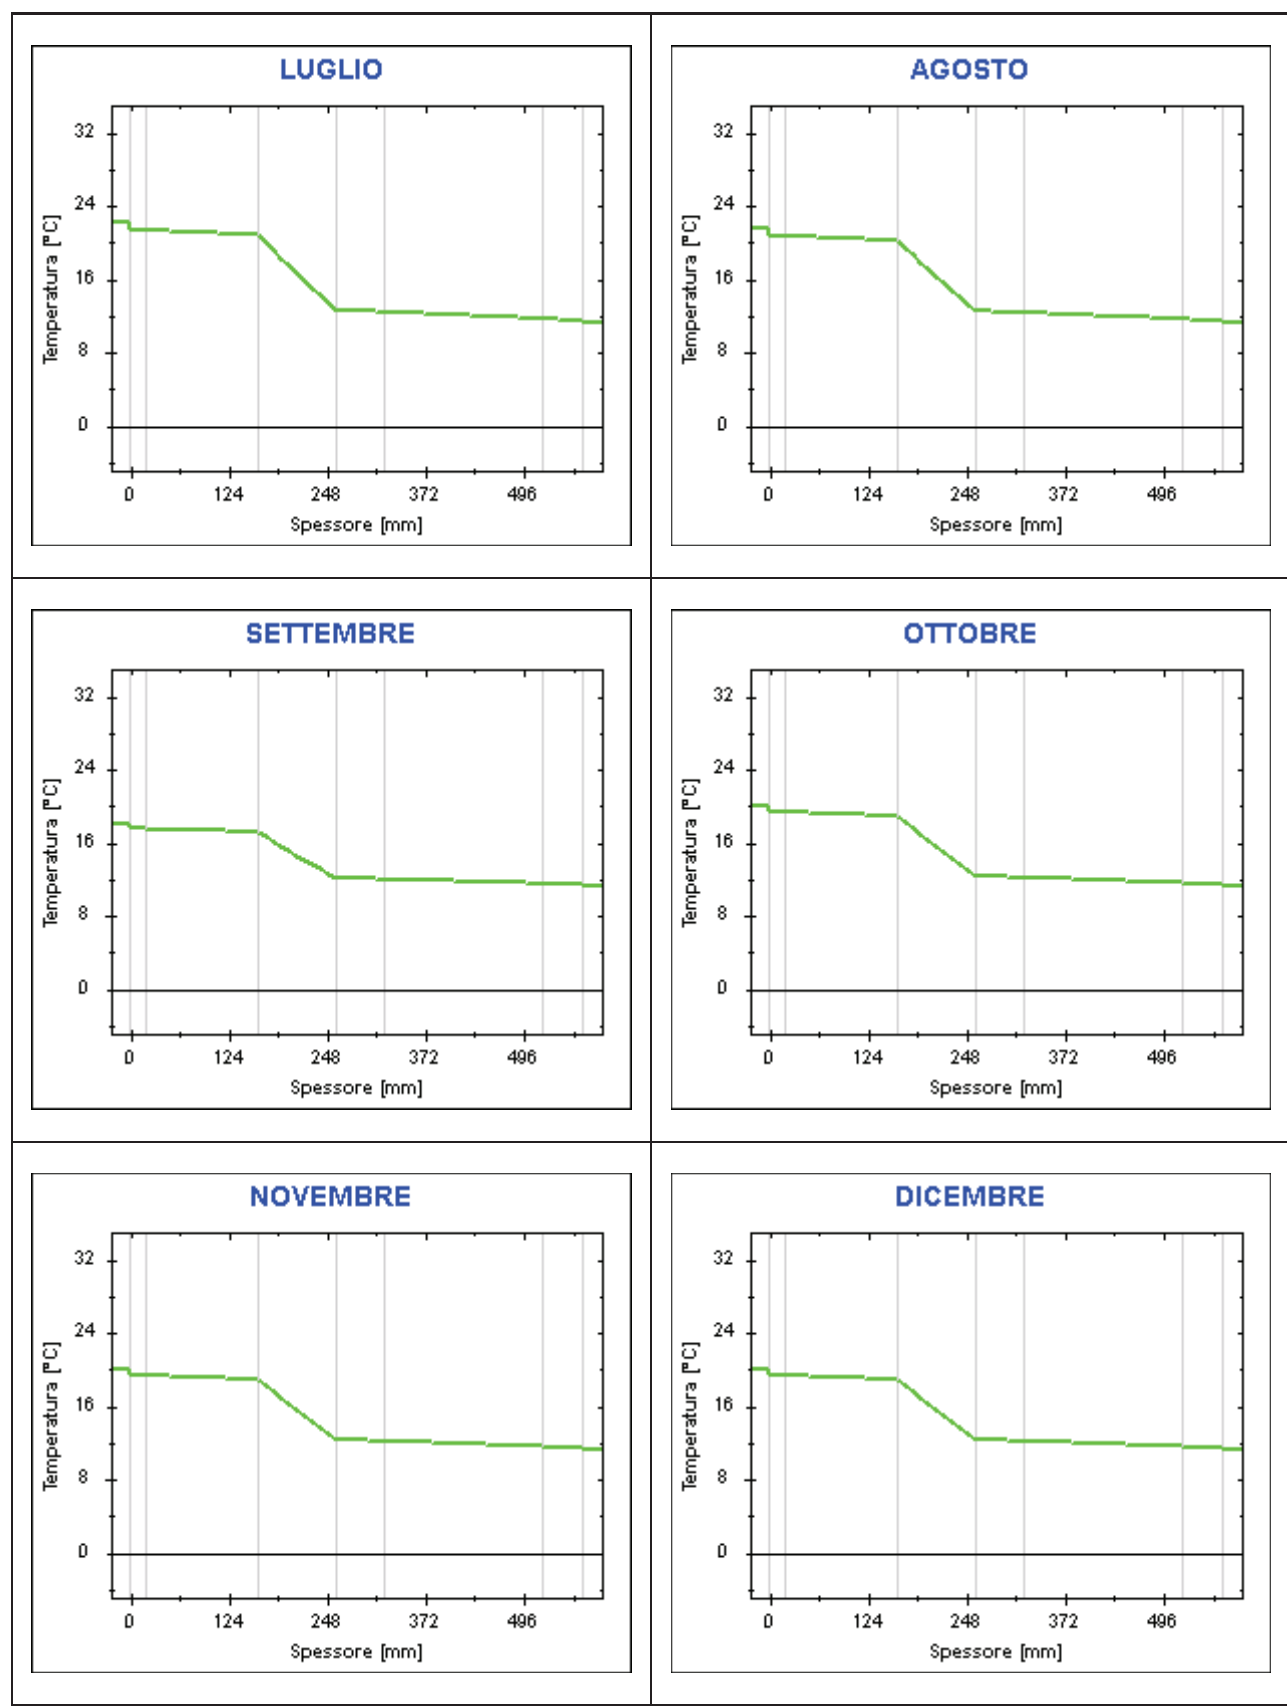 LUGLIO
32
24
16
8
0
Temperatura [°C]
0 124 248 372 496
Spessore [mm]
AGOSTO
32
24
16
8
0
Temperatura [°C]
0 124 248 372 496
Spessore [mm]
SETTEMBRE
32
24
16
8
0
Temperatura [°C]
0 124 248 372 496
Spessore [mm]
OTTOBRE
32
24
16
8
0
Temperatura [°C]
0 124 248 372 496
Spessore [mm]
NOVEMBRE
32
24
16
8
0
Temperatura [°C]
0 124 248 372 496
Spessore [mm]
DICEMBRE
32
24
16
8
0
Temperatura [°C]
0 124 248 372 496
Spessore [mm]